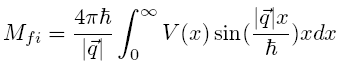 $M_{fi} = \frac{4\pi\hbar}{|\vec{q}|} \int_0^\infty V(x) \sin(\frac{|\vec{q}|x}{\hbar}) x dx$